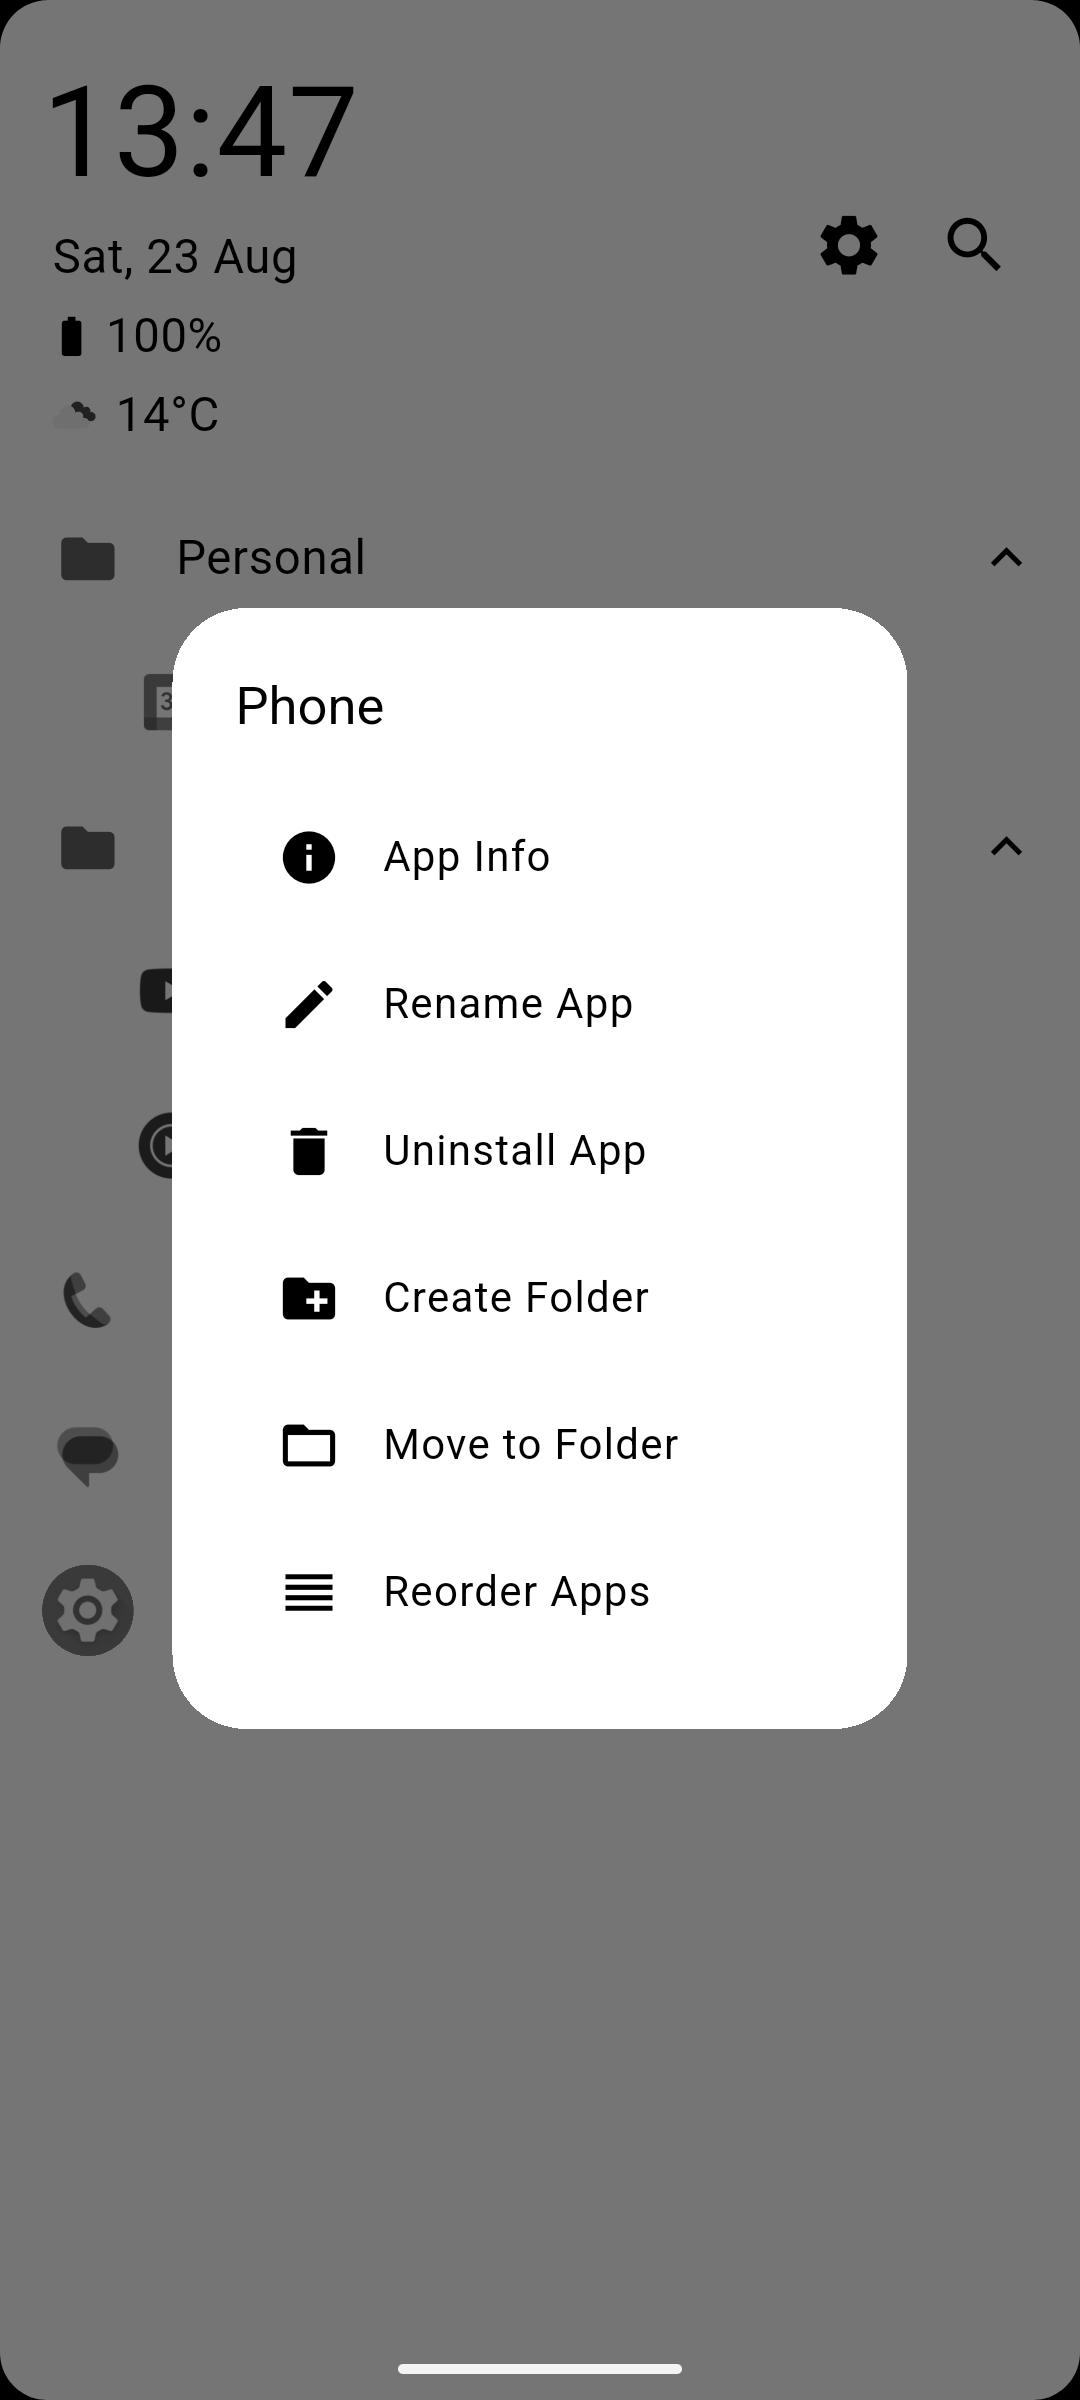 13:47
Sat, 23 Aug
100%
14°C
Personal
Phone
App Info
Rename App
Uninstall App
Create Folder
Move to Folder
Reorder Apps